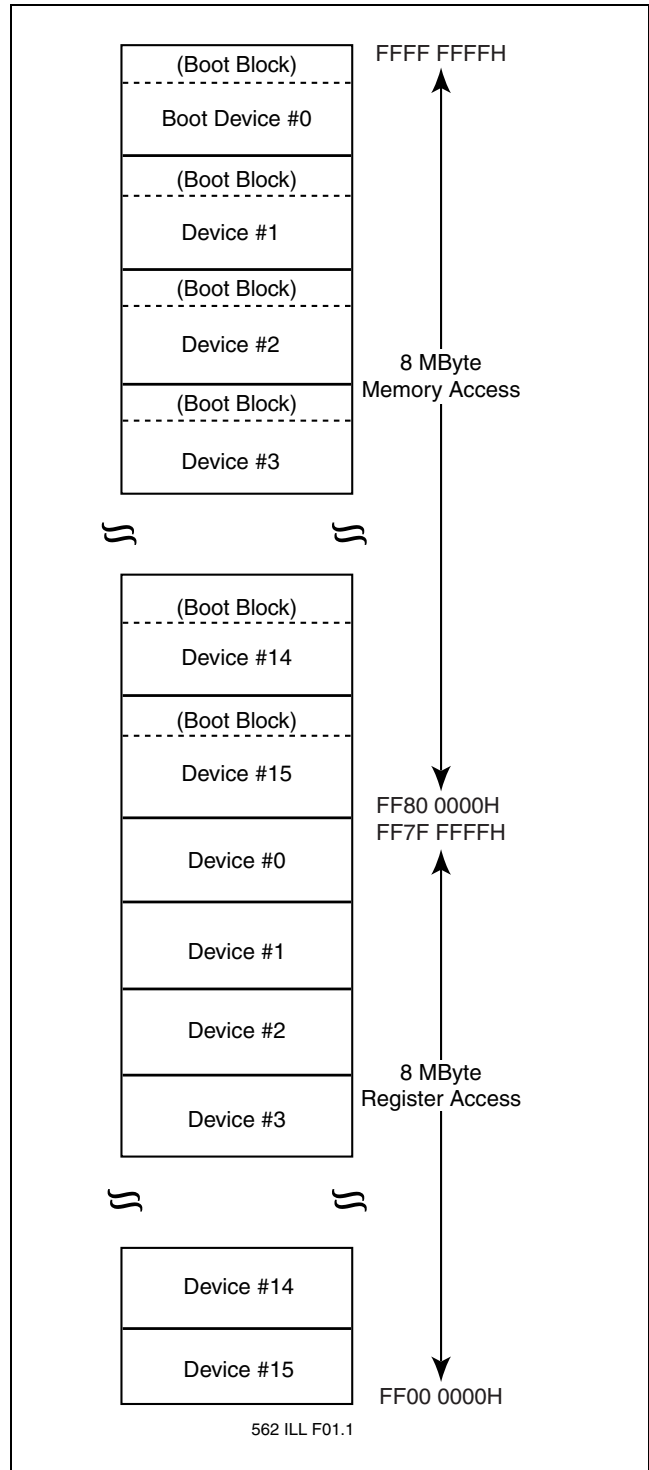 (Boot Block)
FFFF FFFFH
Boot Device #0
(Boot Block)
Device #1
(Boot Block)
Device #2
8 MByte
Memory Access
(Boot Block)
Device #3
(Boot Block)
Device #14
(Boot Block)
Device #15
FF80 0000H
FF7F FFFFH
Device #0
Device #1
Device #2
8 MByte
Register Access
Device #3
Device #14
Device #15
FF00 0000H
562 ILL F01.1